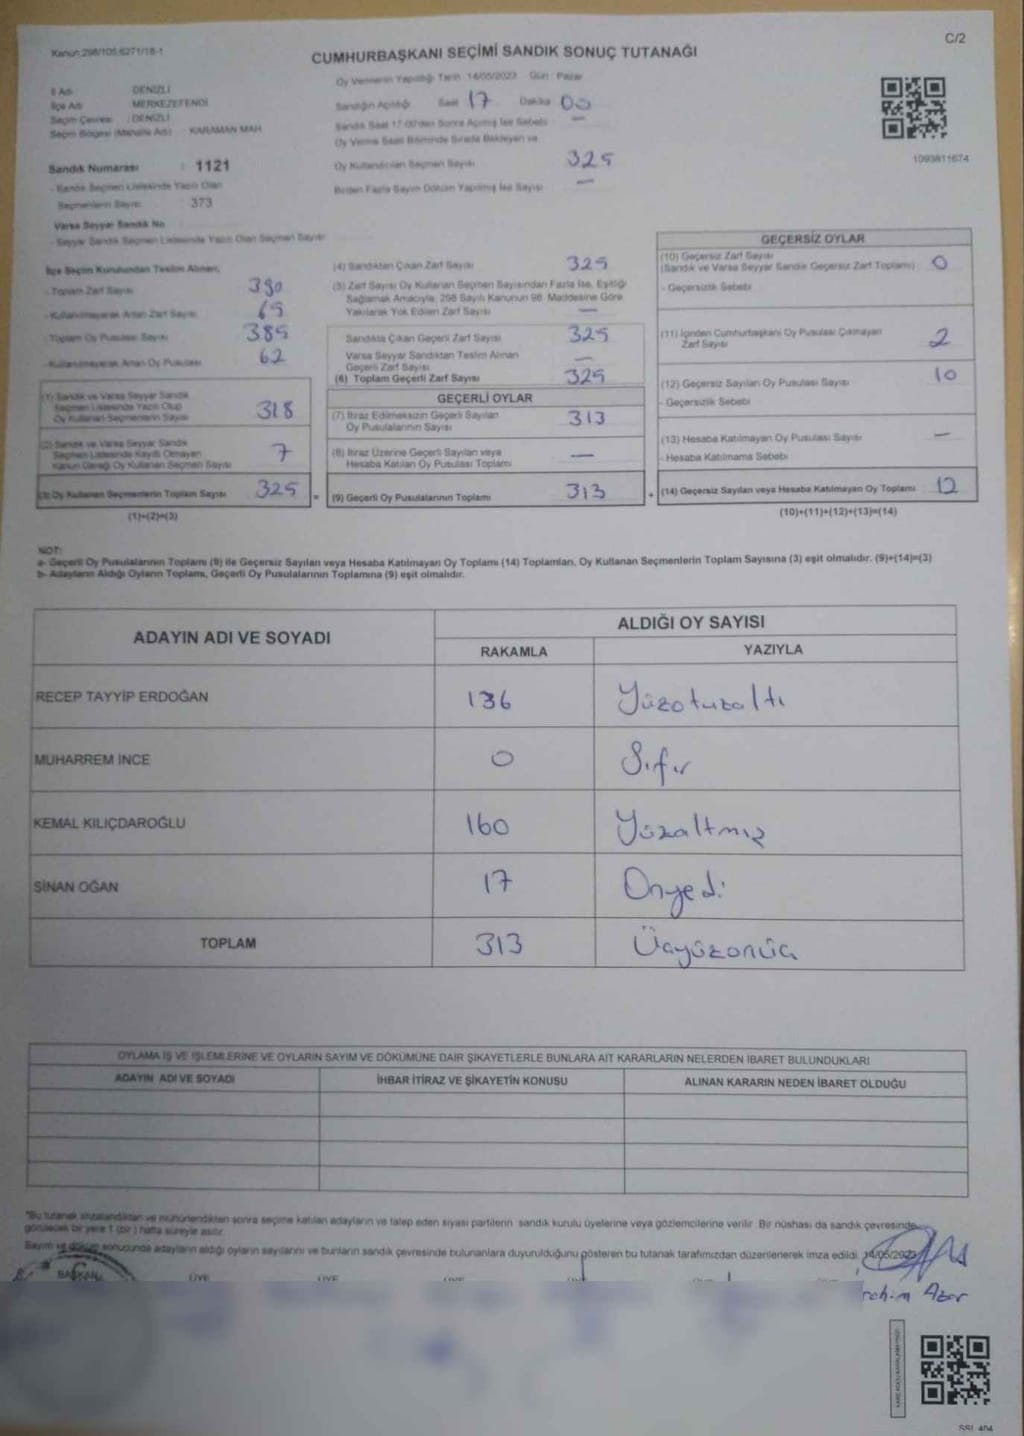 Kanun:298/105,6271/18-1
C/2
CUMHURBAŞKANI SEÇİMİ SANDIK SONUÇ TUTANAĞI
İl Adı : DENİZLİ
İlçe Adı : MERKEZEFENDİ
Seçim Çevresi : DENİZLİ
Seçim Bölgesi (Mahalle Adı) : KARAMAN MAH
Sandık Numarası : 1121
- Sandık Seçmen Listesinde Yazılı Olan
Seçmenlerin Sayısı : 373
Varsa Seyyar Sandık No
- Seyyar Sandık Seçmen Listesinde Yazılı Olan Seçmen Sayısı
Oy Vermenin Yapıldığı Tarih 14/05/2023 Gün : Pazar
Sandığın Açıldığı Saat 17 Dakika 00
Sandık Saat 17:00'den Sonra Açılmış İse Sebebi —
Oy Verme Saati Bitiminde Sırada Bekleyen ve
Oy Kullandırılan Seçmen Sayısı 325
Birden Fazla Sayım Döküm Yapılmış İse Sayısı —
1093811674
İlçe Seçim Kurulundan Teslim Alınan;
- Toplam Zarf Sayısı 390
- Kullanılmayarak Artan Zarf Sayısı 65
- Toplam Oy Pusulası Sayısı 385
- Kullanılmayarak Artan Oy Pusulası 62
(1) Sandık ve Varsa Seyyar Sandık
Seçmen Listesinde Yazılı Olup
Oy Kullanan Seçmenlerin Sayısı 318
(2) Sandık ve Varsa Seyyar Sandık
Seçmen Listesinde Kaydı Olmayan
Kanun Gereği Oy Kullanan Seçmen Sayısı 7
(3) Oy Kullanan Seçmenlerin Toplam Sayısı 325
(1)+(2)=(3)
(4) Sandıktan Çıkan Zarf Sayısı 325
(5) Zarf Sayısı Oy Kullanan Seçmen Sayısından Fazla İse, Eşitliği
Sağlamak Amacıyla, 298 Sayılı Kanunun 98. Maddesine Göre
Yakılarak Yok Edilen Zarf Sayısı —
Sandıkta Çıkan Geçerli Zarf Sayısı 325
Varsa Seyyar Sandıktan Teslim Alınan
Geçerli Zarf Sayısı —
(6) Toplam Geçerli Zarf Sayısı 325
GEÇERLİ OYLAR
(7) İtiraz Edilmeksizin Geçerli Sayılan
Oy Pusulalarının Sayısı 313
(8) İtiraz Üzerine Geçerli Sayılan veya
Hesaba Katılan Oy Pusulası Toplamı —
= (9) Geçerli Oy Pusulalarının Toplamı 313
GEÇERSİZ OYLAR
(10) Geçersiz Zarf Sayısı
(Sandık ve Varsa Seyyar Sandık Geçersiz Zarf Toplamı) 0
- Geçersizlik Sebebi
(11) İçinden Cumhurbaşkanı Oy Pusulası Çıkmayan
Zarf Sayısı 2
(12) Geçersiz Sayılan Oy Pusulası Sayısı 10
- Geçersizlik Sebebi
(13) Hesaba Katılmayan Oy Pusulası Sayısı —
- Hesaba Katılmama Sebebi
+ (14) Geçersiz Sayılan veya Hesaba Katılmayan Oy Toplamı 12
(10)+(11)+(12)+(13)=(14)
NOT:
a- Geçerli Oy Pusulalarının Toplamı (9) ile Geçersiz Sayılan veya Hesaba Katılmayan Oy Toplamı (14) Toplamları, Oy Kullanan Seçmenlerin Toplam Sayısına (3) eşit olmalıdır. (9)+(14)=(3)
b- Adayların Aldığı Oyların Toplamı, Geçerli Oy Pusulalarının Toplamına (9) eşit olmalıdır.
ADAYIN ADI VE SOYADI
ALDIĞI OY SAYISI
RAKAMLA YAZIYLA
RECEP TAYYİP ERDOĞAN 136 Yüzotuzaltı
MUHARREM İNCE 0 Sıfır
KEMAL KILIÇDAROĞLU 160 Yüzaltmış
SİNAN OĞAN 17 Onyedi
TOPLAM 313 Üçyüzonüç
OYLAMA İŞ VE İŞLEMLERİNE VE OYLARIN SAYIM VE DÖKÜMÜNE DAİR ŞİKAYETLERLE BUNLARA AİT KARARLARIN NELERDEN İBARET BULUNDUKLARI
ADAYIN ADI VE SOYADI İHBAR İTİRAZ VE ŞİKAYETİN KONUSU ALINAN KARARIN NEDEN İBARET OLDUĞU
"Bu tutanak imzalandıktan ve mühürlendikten sonra seçime katılan adayların ve talep eden siyasi partilerin sandık kurulu üyelerine veya gözlemcilerine verilir. Bir nüshası da sandık çevresinde
görülecek bir yere 1 (bir) hafta süreyle asılır.
Sayım ve döküm sonucunda adayların aldığı oyların sayılarını ve bunların sandık çevresinde bulunanlara duyurulduğunu gösteren bu tutanak tarafımızdan düzenlenerek imza edildi. 14/05/2023
BAŞKAN ÜYE ÜYE ÜYE